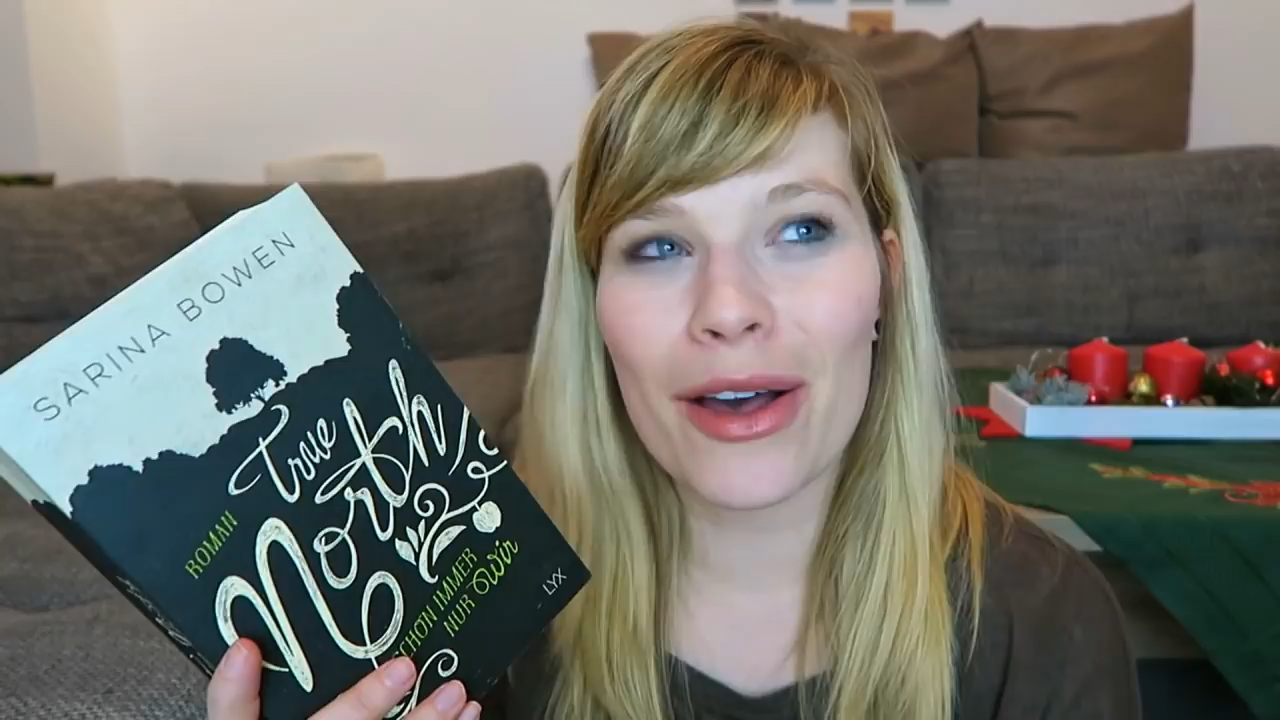 SARINA BOWEN
True
North
ROMAN
SCHON IMMER
NUR Wir
LYX